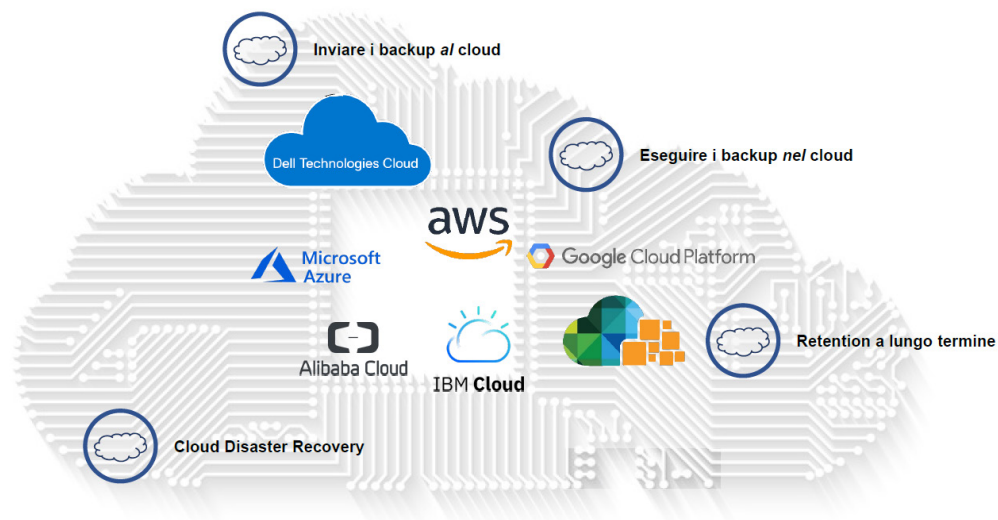 Inviare i backup al cloud
Dell Technologies Cloud
Eseguire i backup nel cloud
aws
Microsoft
Azure
Google Cloud Platform
Alibaba Cloud
IBM Cloud
Retention a lungo termine
Cloud Disaster Recovery